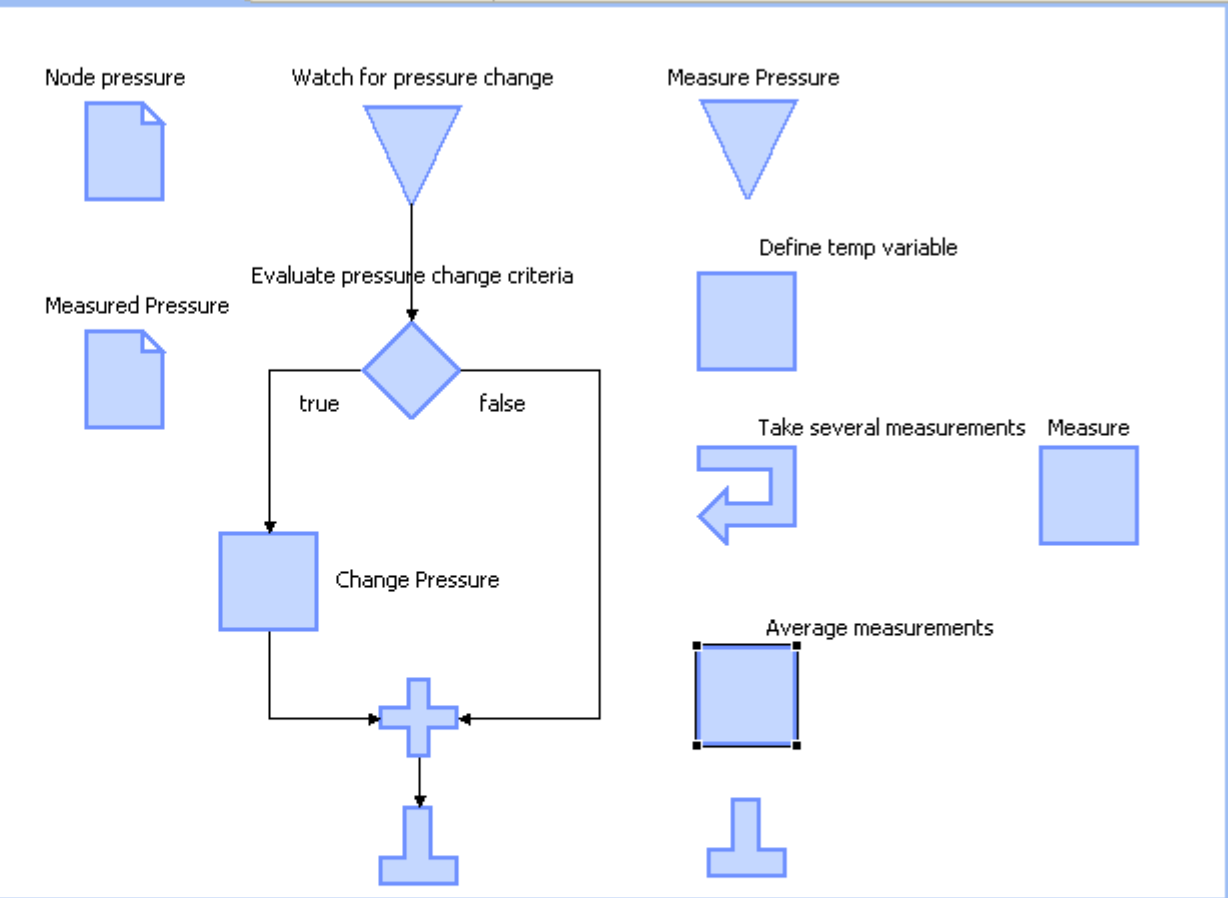 Node pressure
Watch for pressure change
Measure Pressure
Define temp variable
Evaluate pressure change criteria
Measured Pressure
true
false
Take several measurements
Measure
Change Pressure
Average measurements